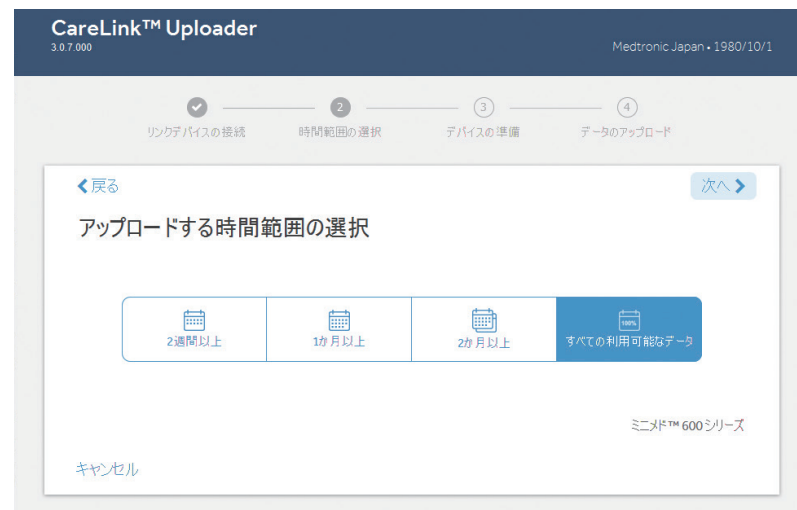 CareLink™ Uploader
3.0.7.000
Medtronic Japan • 1980/10/1
2
3
4
リンクデバイスの接続
時間範囲の選択
デバイスの準備
データのアップロード
戻る
次へ
アップロードする時間範囲の選択
100%
2週間以上
1か月以上
2か月以上
すべての利用可能なデータ
ミニメド™ 600 シリーズ
キャンセル